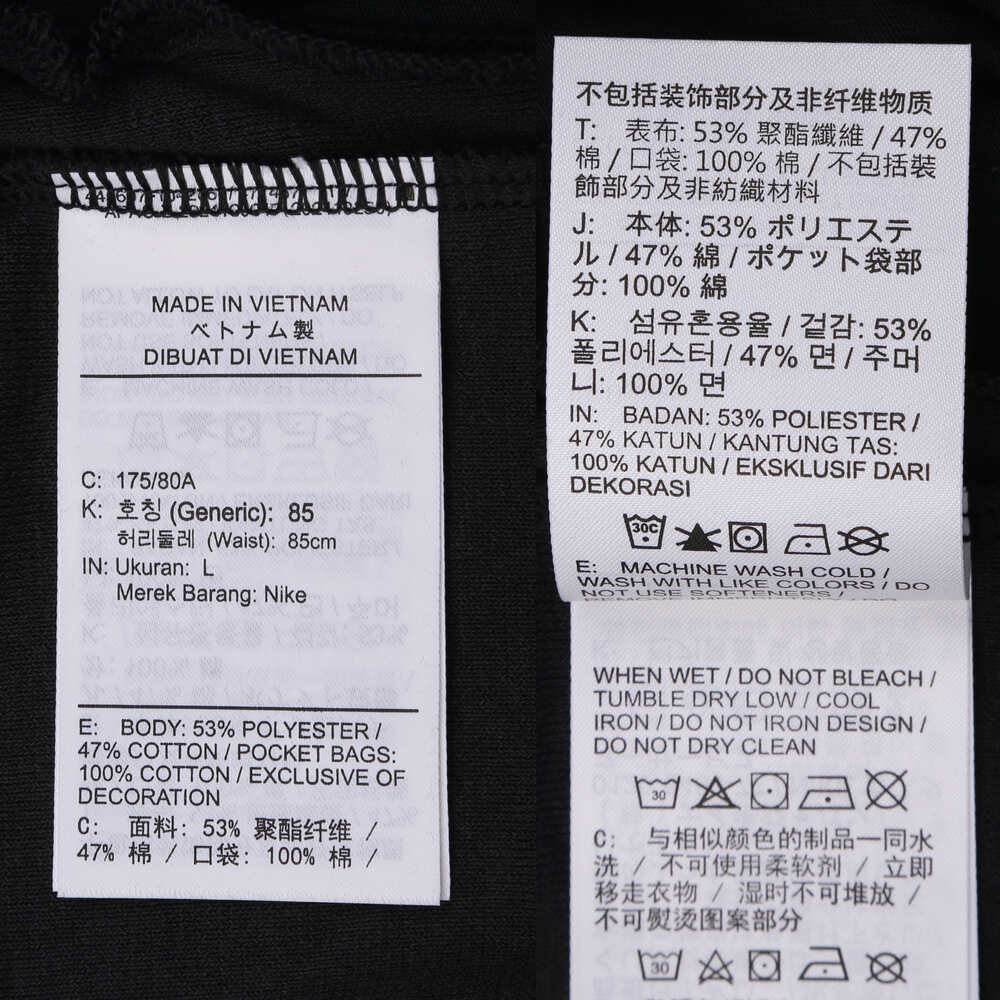 MADE IN VIETNAM
ベトナム製
DIBUAT DI VIETNAM
C: 175/80A
K: 호칭 (Generic): 85
허리둘레 (Waist): 85cm
IN: Ukuran: L
Merek Barang: Nike
E: BODY: 53% POLYESTER /
47% COTTON / POCKET BAGS:
100% COTTON / EXCLUSIVE OF
DECORATION
C: 面料: 53% 聚酯纤维 /
47% 棉 / 口袋: 100% 棉 /
不包括装饰部分及非纤维物质
T: 表布: 53% 聚酯纖維 / 47%
棉 / 口袋: 100% 棉 / 不包括裝
飾部分及非紡織材料
J: 本体: 53% ポリエステ
ル / 47% 綿 / ポケット袋部
分: 100% 綿
K: 섬유혼용율 / 겉감: 53%
폴리에스터 / 47% 면 / 주머
니: 100% 면
IN: BADAN: 53% POLIESTER /
47% KATUN / KANTUNG TAS:
100% KATUN / EKSKLUSIF DARI
DEKORASI
30C
E: MACHINE WASH COLD /
WASH WITH LIKE COLORS / DO
NOT USE SOFTENERS /
WHEN WET / DO NOT BLEACH /
TUMBLE DRY LOW / COOL
IRON / DO NOT IRON DESIGN /
DO NOT DRY CLEAN
30
C: 与相似颜色的制品一同水
洗 / 不可使用柔软剂 / 立即
移走衣物 / 湿时不可堆放 /
不可熨烫图案部分
30